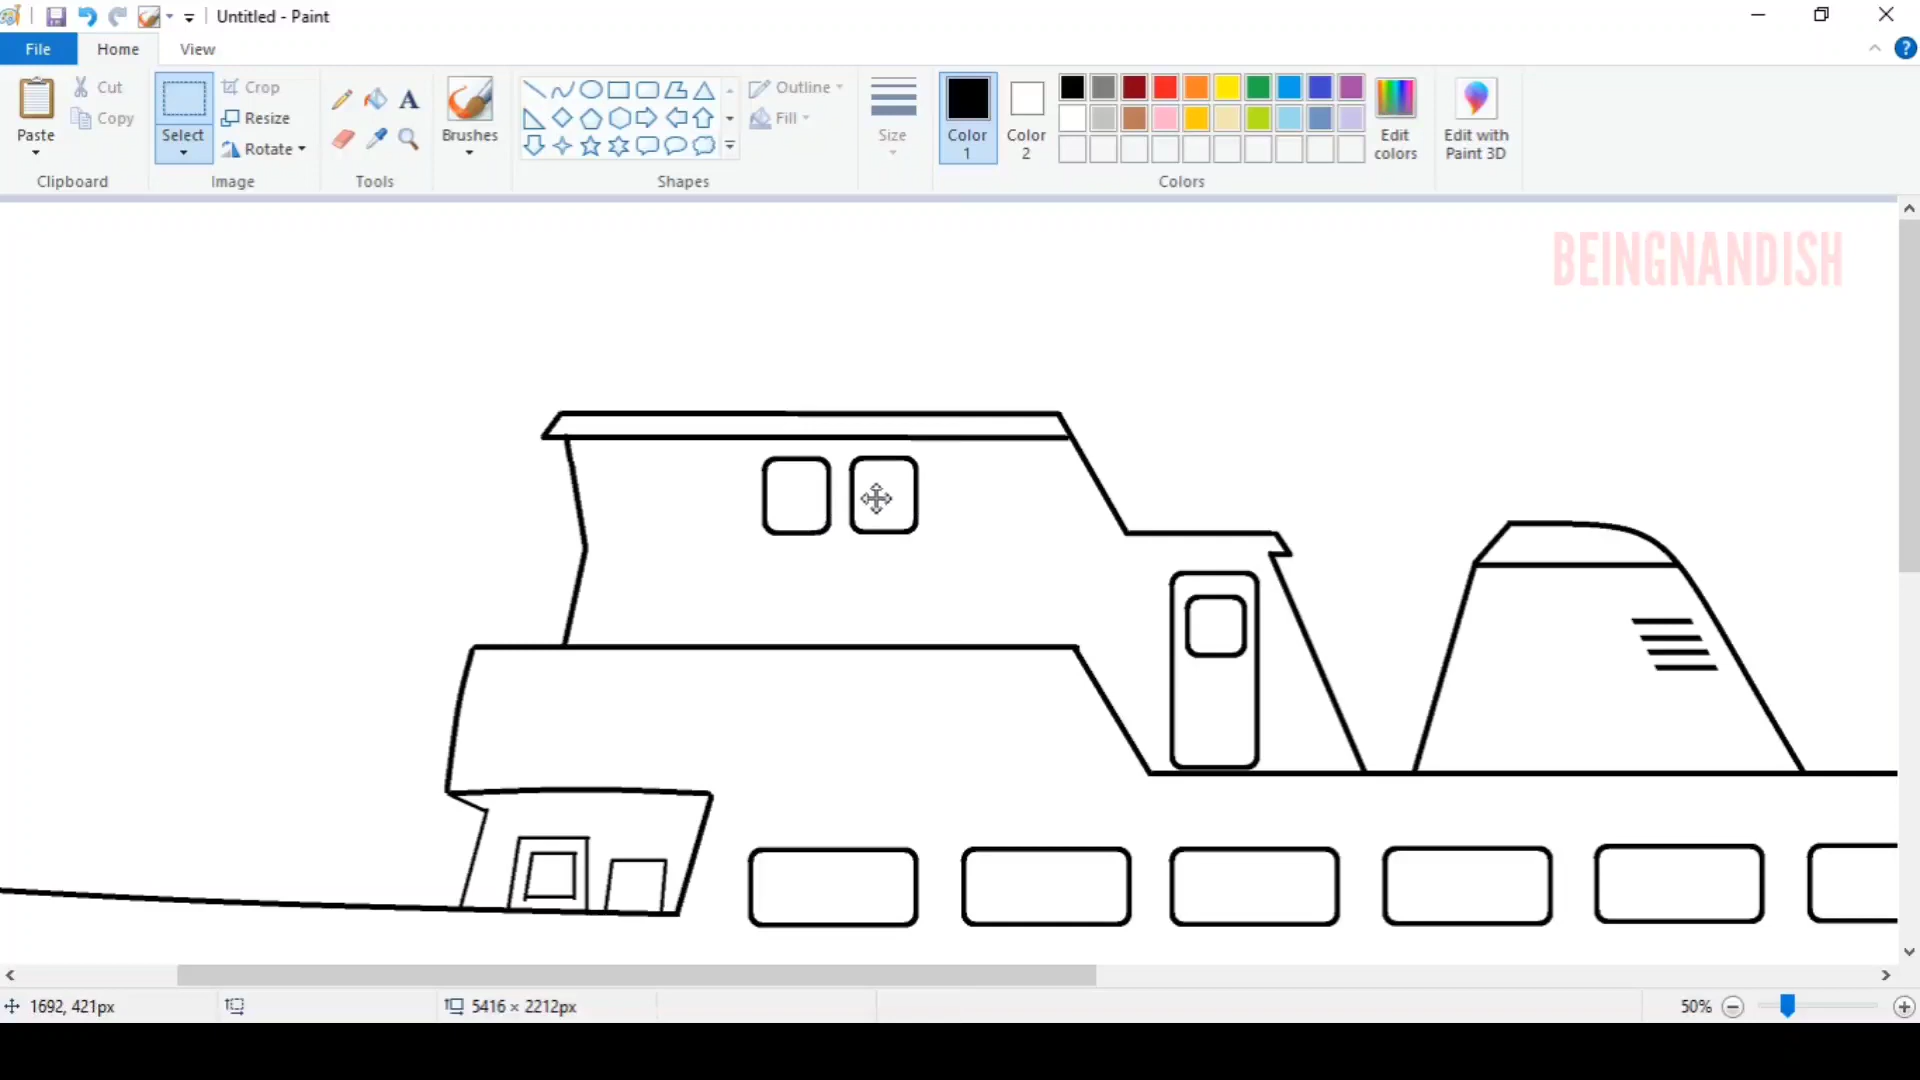 Untitled - Paint
File
Home
View
Paste
Cut
Copy
Clipboard
Select
Crop
Resize
Rotate
Image
A
Tools
Brushes
Shapes
Outline
Fill
Size
Color
1
Color
2
Edit
colors
Colors
Edit with
Paint 3D
?
BEINGNANDISH
1692, 421px
5416 × 2212px
50%